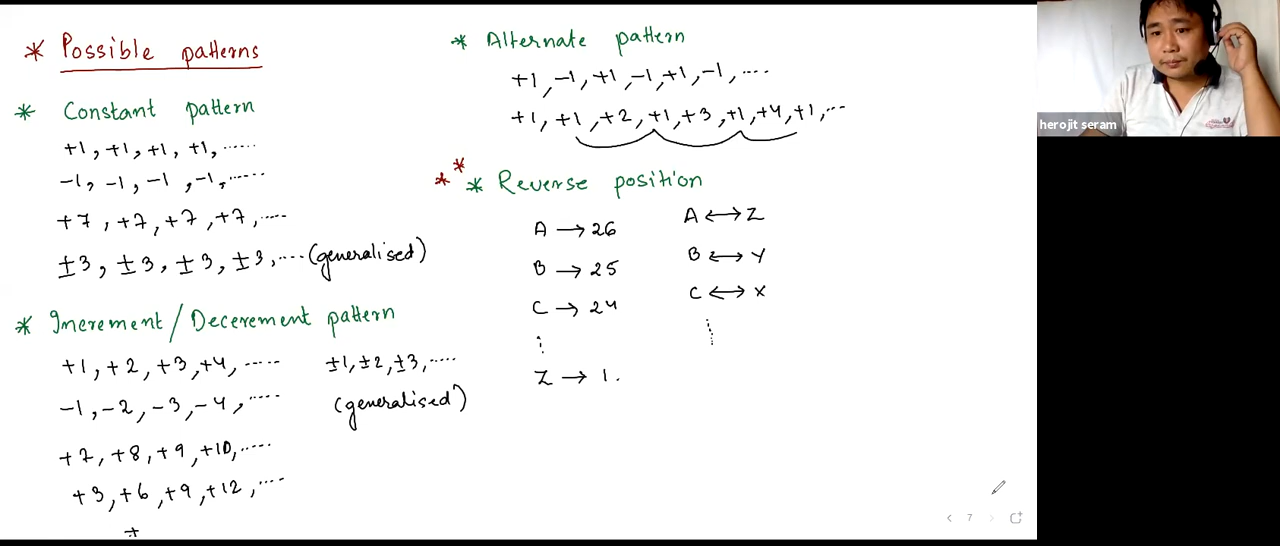 * Possible patterns
* Constant pattern
+1, +1, +1, +1, ......
-1, -1, -1, -1, ......
+7, +7, +7, +7, .....
±3, ±3, ±3, ±3, .... (generalised)
* Increment / Decerement pattern
+1, +2, +3, +4, ..... ±1, ±2, ±3, .....
-1, -2, -3, -4, .... (generalised)
+7, +8, +9, +10, .....
+3, +6, +9, +12, ....
+
* Alternate pattern
+1, -1, +1, -1, +1, -1, ....
+1, +1, +2, +1, +3, +1, +4, +1, ...
** * Reverse position
A → 26 A ↔ Z
B → 25 B ↔ Y
C → 24 C ↔ X
⋮ ⋮
Z → 1.
< 7 >
herojit seram